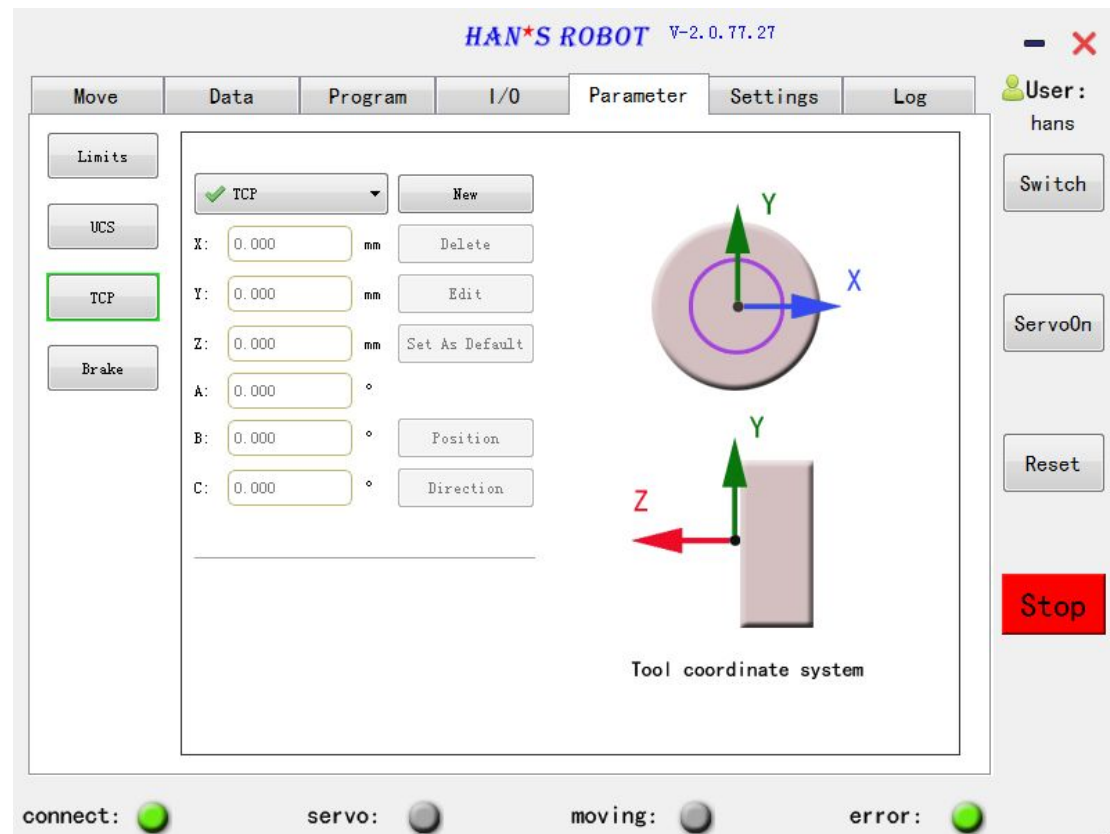 HAN*S ROBOT V-2.0.77.27
Move Data Program I/O Parameter Settings Log
User:
hans
Switch
ServoOn
Reset
Stop
Limits
UCS
TCP
Brake
TCP New
X: 0.000 mm Delete
Y: 0.000 mm Edit
Z: 0.000 mm Set As Default
A: 0.000 °
B: 0.000 ° Position
C: 0.000 ° Direction
Y
X
Y
Z
Tool coordinate system
connect: servo: moving: error: